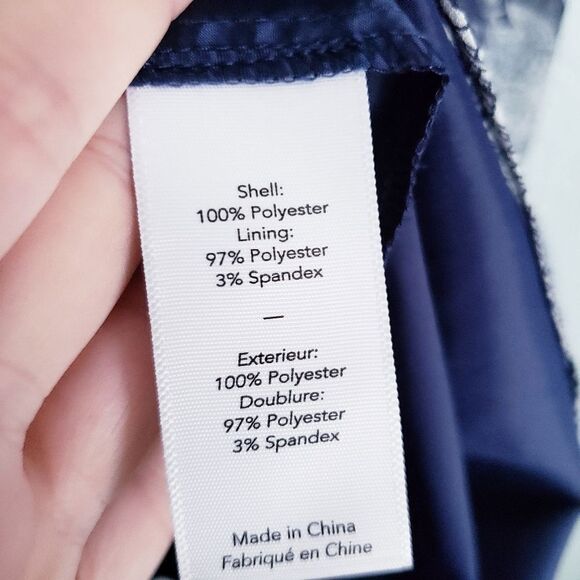 Shell:
100% Polyester
Lining:
97% Polyester
3% Spandex
—
Exterieur:
100% Polyester
Doublure:
97% Polyester
3% Spandex
Made in China
Fabriqué en Chine